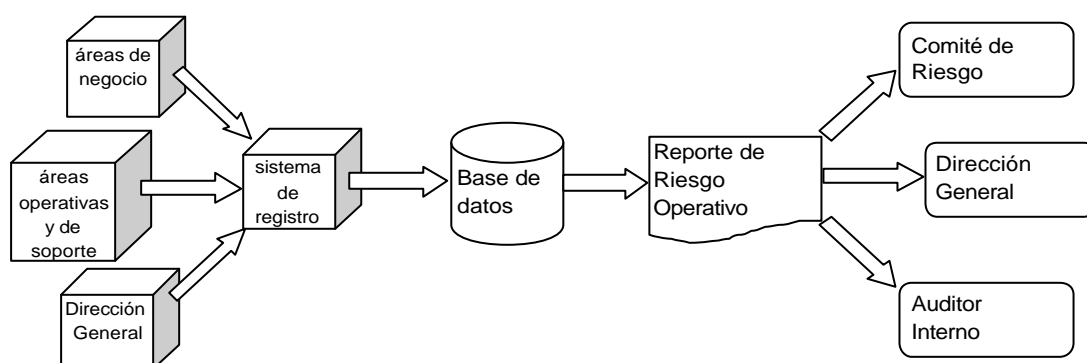 áreas de
negocio
áreas
operativas
y de
soporte
Dirección
General
sistema
de
registro
Base de
datos
Reporte de
Riesgo
Operativo
Comité de
Riesgo
Dirección
General
Auditor
Interno